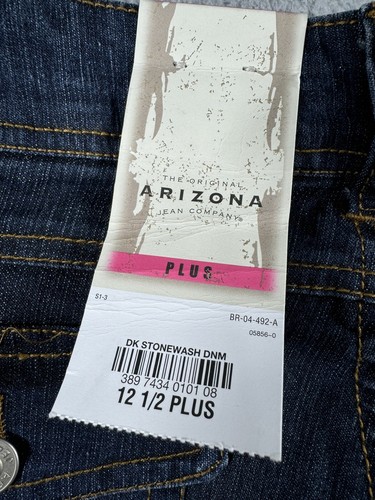 THE ORIGINAL
ARIZONA
JEAN COMPANY®
PLUS
S1-3
BR-04-492-A
05856-0
DK STONEWASH DNM
389 7434 0101 08
12 1/2 PLUS